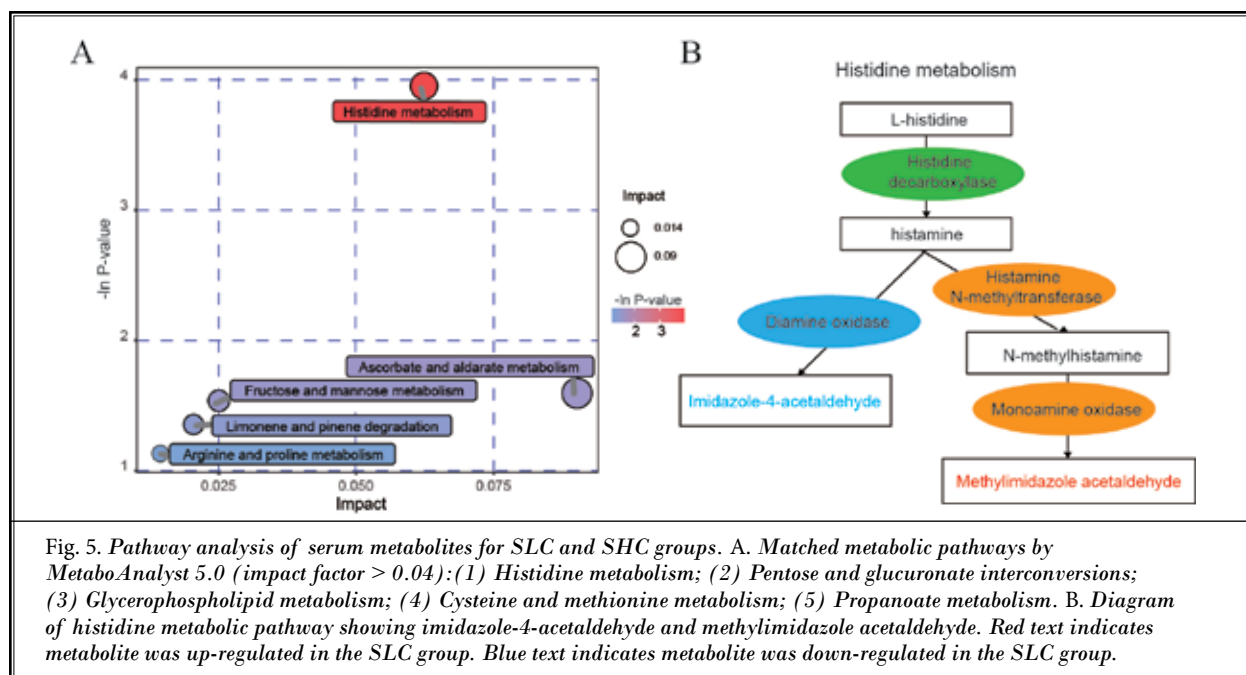 A
4
3
2
1
-ln P-value
Histidine metabolism
Ascorbate and aldarate metabolism
Fructose and mannose metabolism
Limonene and pinene degradation
Arginine and proline metabolism
0.025
0.050
0.075
Impact
Impact
0.014
0.09
-ln P-value
2 3
B
Histidine metabolism
L-histidine
Histidine
decarboxylase
histamine
Histamine
N-methyltransferase
Diamine oxidase
N-methylhistamine
Imidazole-4-acetaldehyde
Monoamine oxidase
Methylimidazole acetaldehyde
Fig. 5. Pathway analysis of serum metabolites for SLC and SHC groups. A. Matched metabolic pathways by
MetaboAnalyst 5.0 (impact factor > 0.04):(1) Histidine metabolism; (2) Pentose and glucuronate interconversions;
(3) Glycerophospholipid metabolism; (4) Cysteine and methionine metabolism; (5) Propanoate metabolism. B. Diagram
of histidine metabolic pathway showing imidazole-4-acetaldehyde and methylimidazole acetaldehyde. Red text indicates
metabolite was up-regulated in the SLC group. Blue text indicates metabolite was down-regulated in the SLC group.